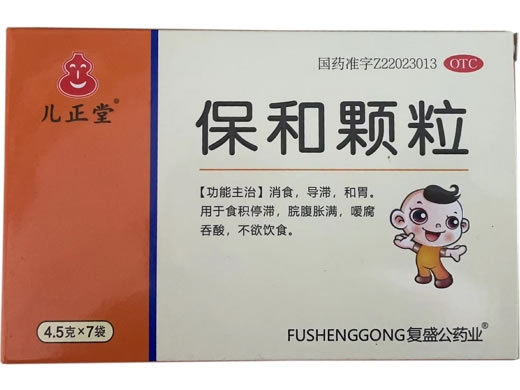 儿正堂®
国药准字Z22023013 OTC
保和颗粒
【功能主治】消食，导滞，和胃。
用于食积停滞，脘腹胀满，嗳腐
吞酸，不欲饮食。
4.5克×7袋
FUSHENGGONG复盛公药业®